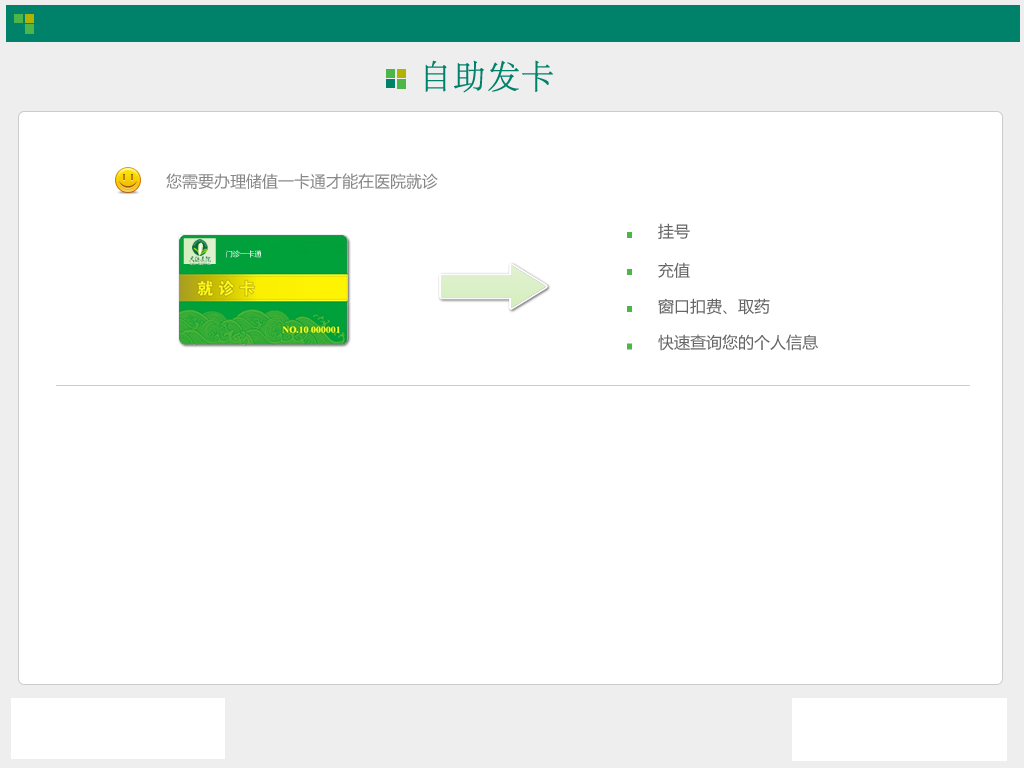 自助发卡
您需要办理储值一卡通才能在医院就诊
门诊一卡通
就诊卡
NO.10 000001
挂号
充值
窗口扣费、取药
快速查询您的个人信息